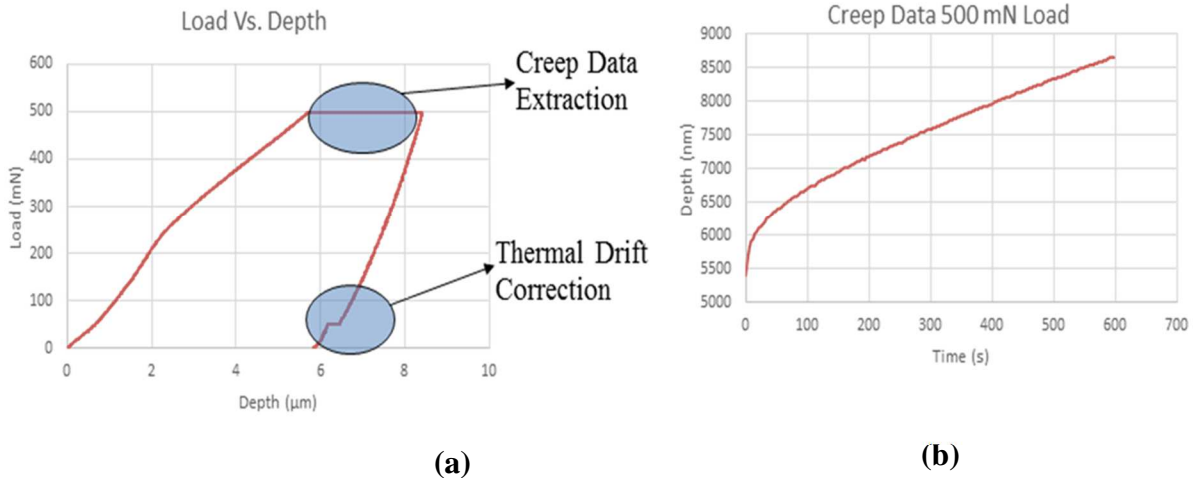 Load Vs. Depth
600
500
400
300
200
100
0
Load (mN)
0 2 4 6 8 10
Depth (µm)
Creep Data
Extraction
Thermal Drift
Correction
(a)
Creep Data 500 mN Load
9000
8500
8000
7500
7000
6500
6000
5500
5000
Depth (nm)
0 100 200 300 400 500 600 700
Time (s)
(b)